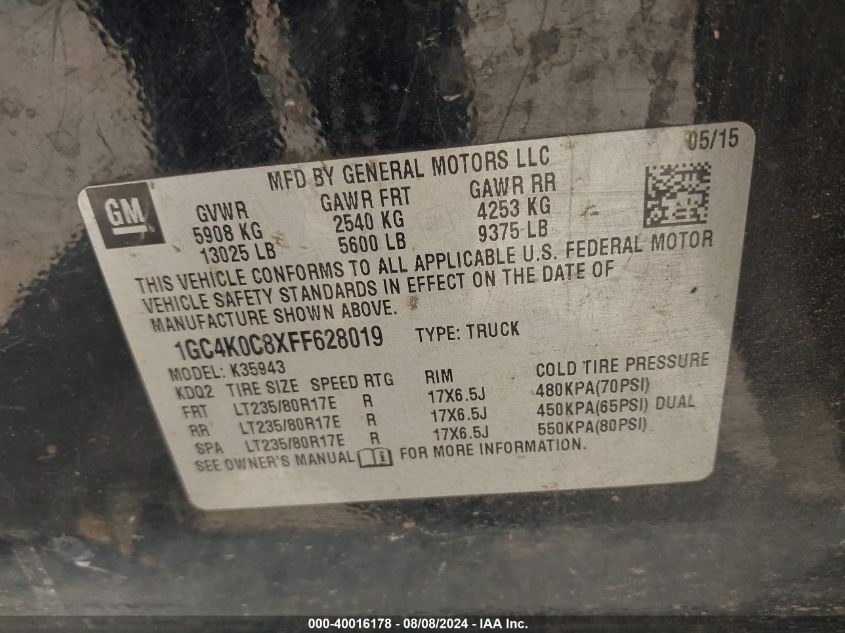 05/15
MFD BY GENERAL MOTORS LLC
GM
GVWR GAWR FRT GAWR RR
5908 KG 2540 KG 4253 KG
13025 LB 5600 LB 9375 LB
THIS VEHICLE CONFORMS TO ALL APPLICABLE U.S. FEDERAL MOTOR
VEHICLE SAFETY STANDARDS IN EFFECT ON THE DATE OF
MANUFACTURE SHOWN ABOVE.
1GC4K0C8XFF628019 TYPE: TRUCK
MODEL: K35943
KDQ2 TIRE SIZE SPEED RTG RIM COLD TIRE PRESSURE
FRT LT235/80R17E R 17X6.5J 480KPA(70PSI)
RR LT235/80R17E R 17X6.5J 450KPA(65PSI) DUAL
SPA LT235/80R17E R 17X6.5J 550KPA(80PSI)
SEE OWNER'S MANUAL FOR MORE INFORMATION.
000-40016178 - 08/08/2024 - IAA Inc.